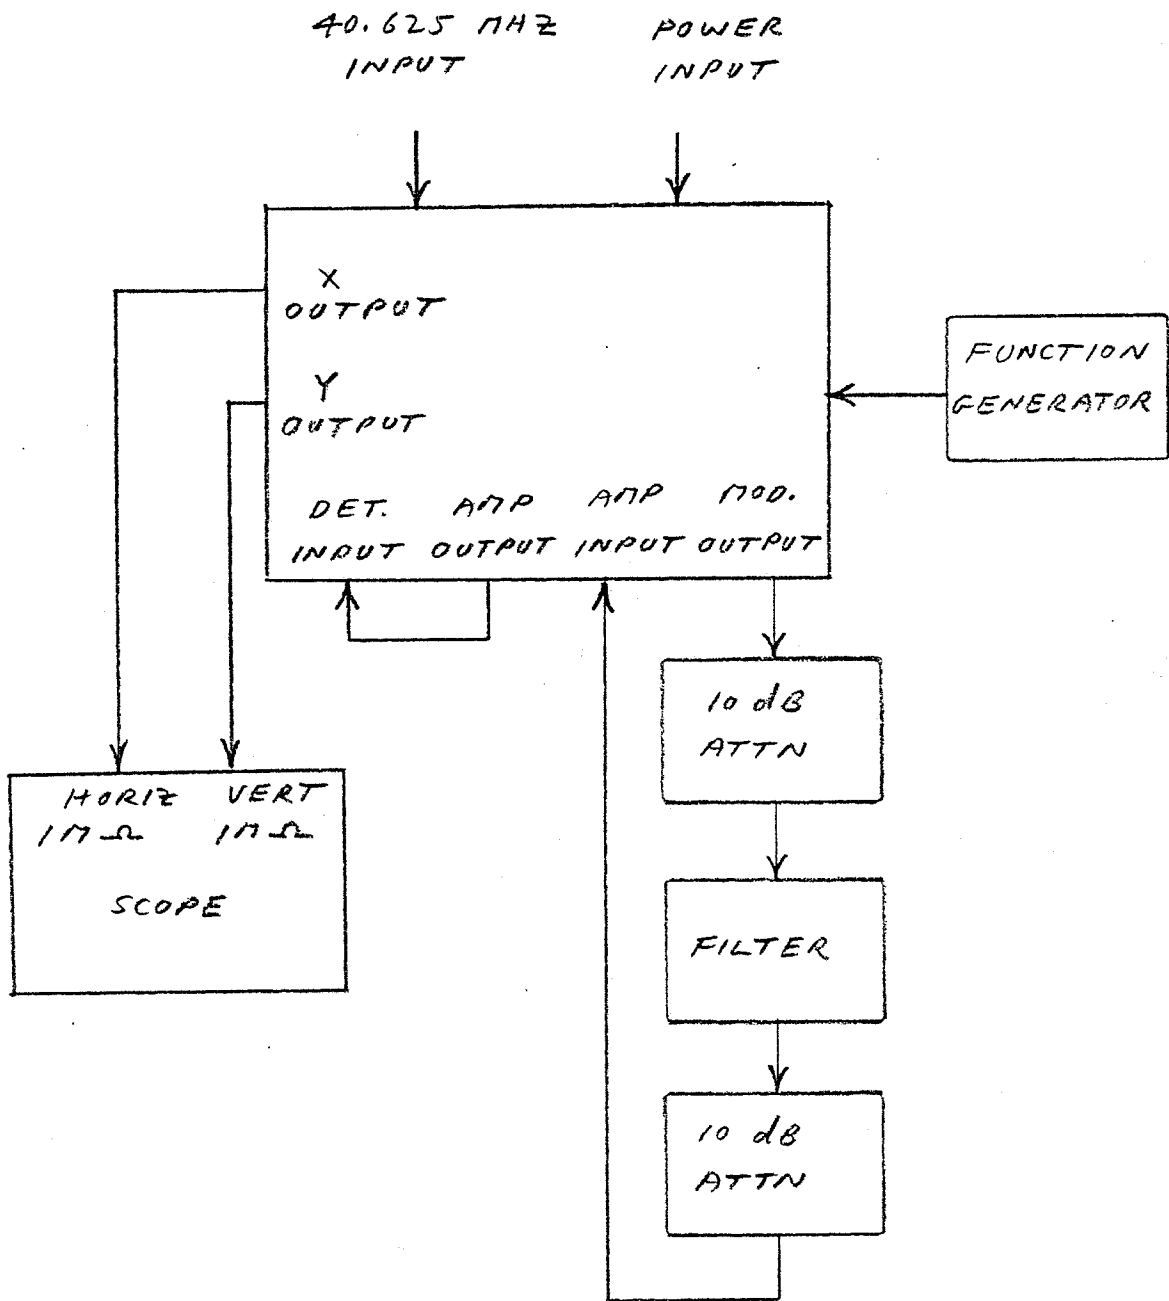 40.625 MHZ
INPUT
POWER
INPUT
X
OUTPUT
Y
OUTPUT
FUNCTION
GENERATOR
DET.
INPUT
AMP
OUTPUT
AMP
INPUT
MOD.
OUTPUT
10 dB
ATTN
HORIZ
1MΩ
VERT
1MΩ
SCOPE
FILTER
10 dB
ATTN